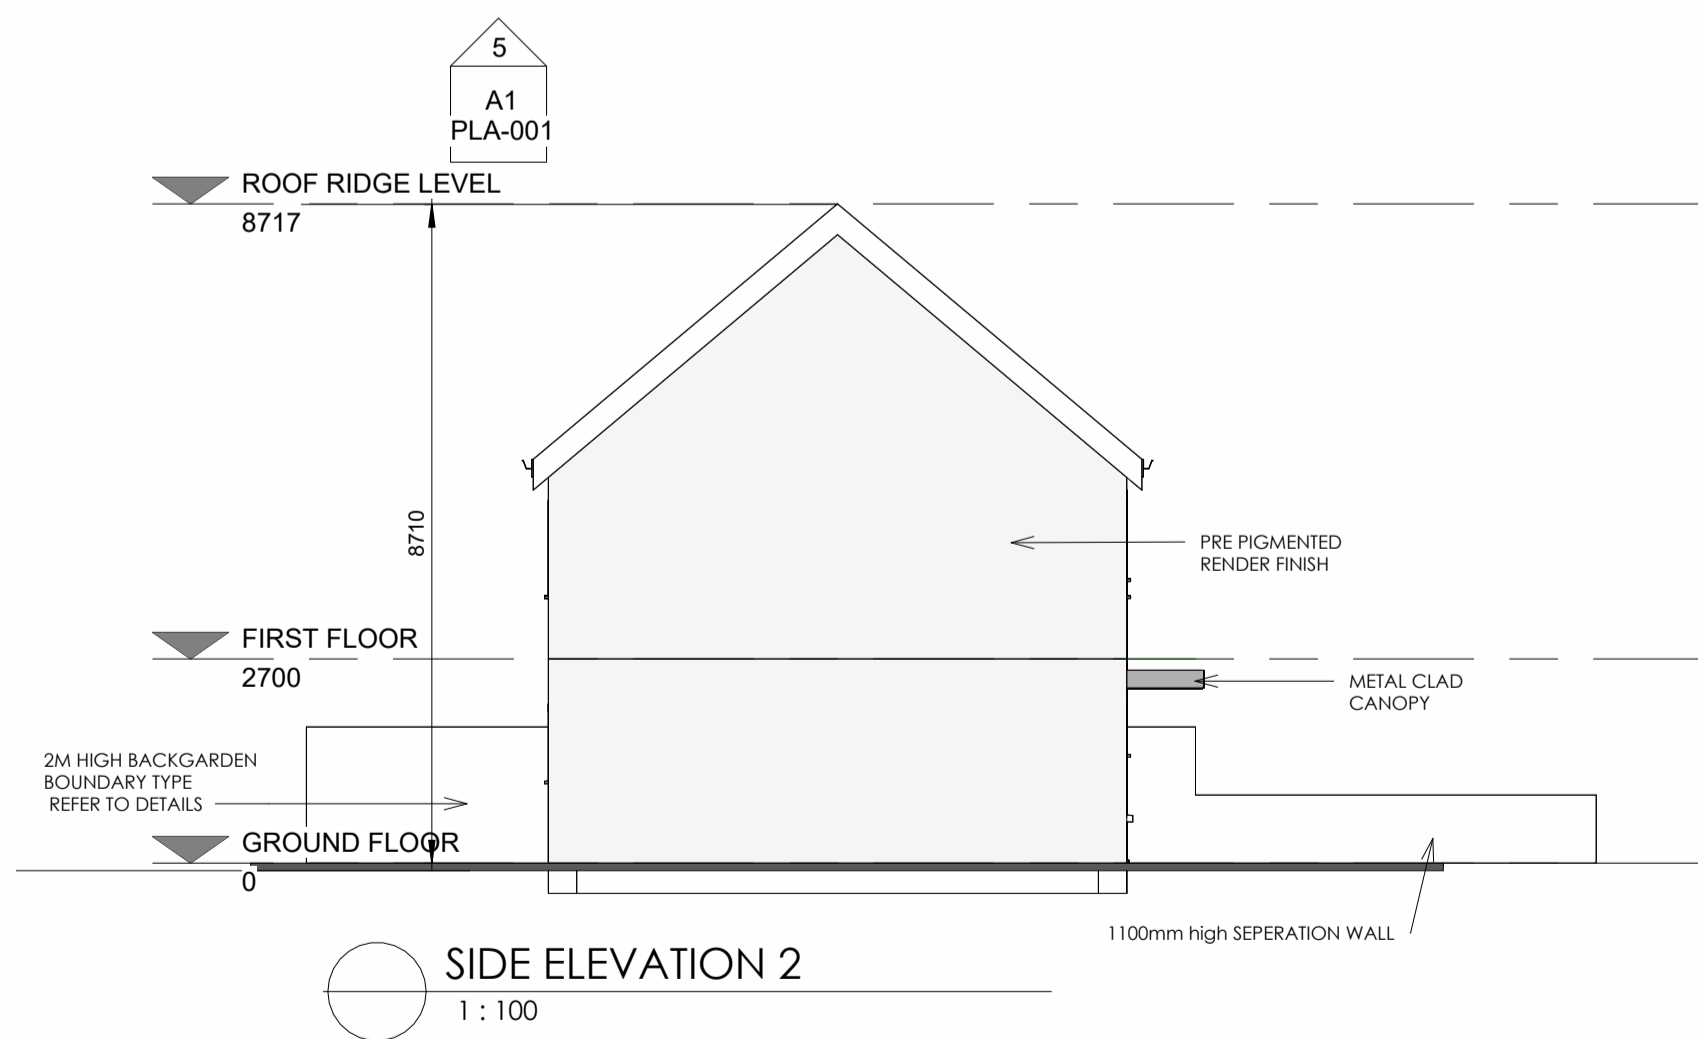 5
A1
PLA-001
ROOF RIDGE LEVEL
8717
8710
PRE PIGMENTED
RENDER FINISH
FIRST FLOOR
2700
METAL CLAD
CANOPY
2M HIGH BACKGARDEN
BOUNDARY TYPE
REFER TO DETAILS
GROUND FLOOR
0
1100mm high SEPERATION WALL
SIDE ELEVATION 2
1 : 100